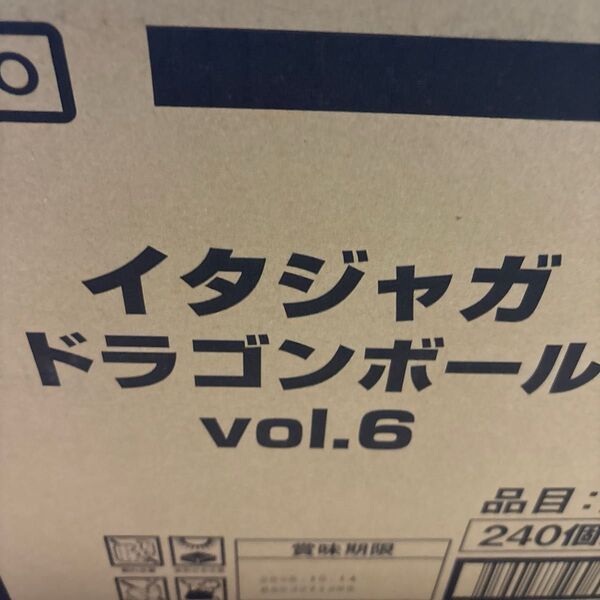 イタジャガ
ドラゴンボール
vol.6
品目:
240個
賞味期限